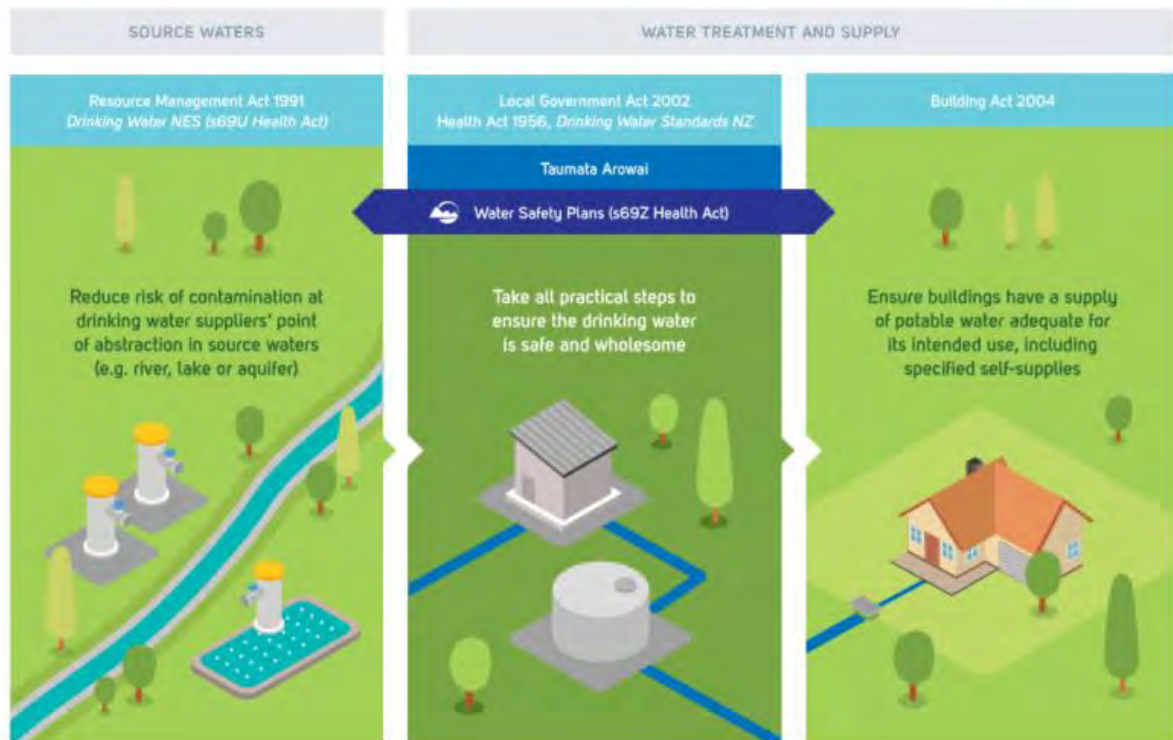 SOURCE WATERS
WATER TREATMENT AND SUPPLY
Resource Management Act 1991
Drinking Water NES (s69U Health Act)
Local Government Act 2002
Health Act 1956, Drinking Water Standards NZ
Building Act 2004
Taumata Arowai
Water Safety Plans (s69Z Health Act)
Reduce risk of contamination at
drinking water suppliers' point
of abstraction in source waters
(e.g. river, lake or aquifer)
Take all practical steps to
ensure the drinking water
is safe and wholesome
Ensure buildings have a supply
of potable water adequate for
its intended use, including
specified self-supplies